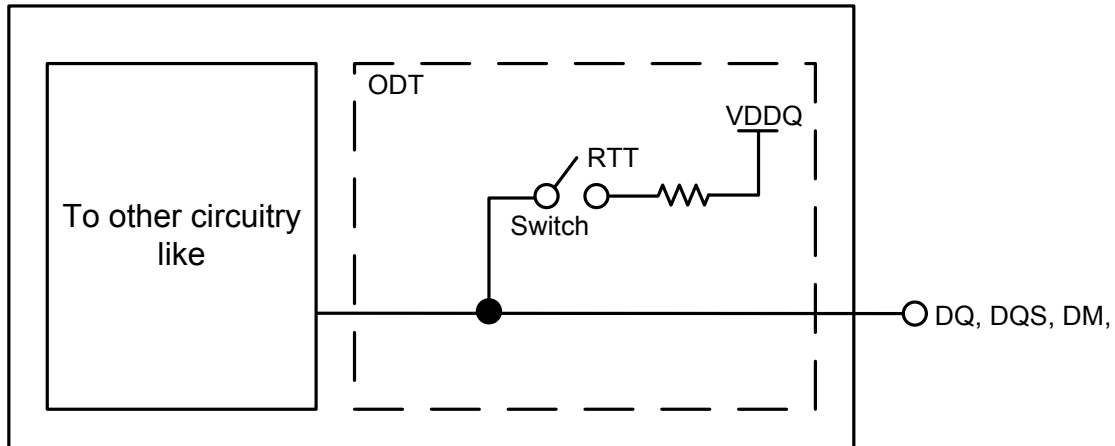 ODT
VDDQ
RTT
Switch
To other circuitry
like
DQ, DQS, DM,